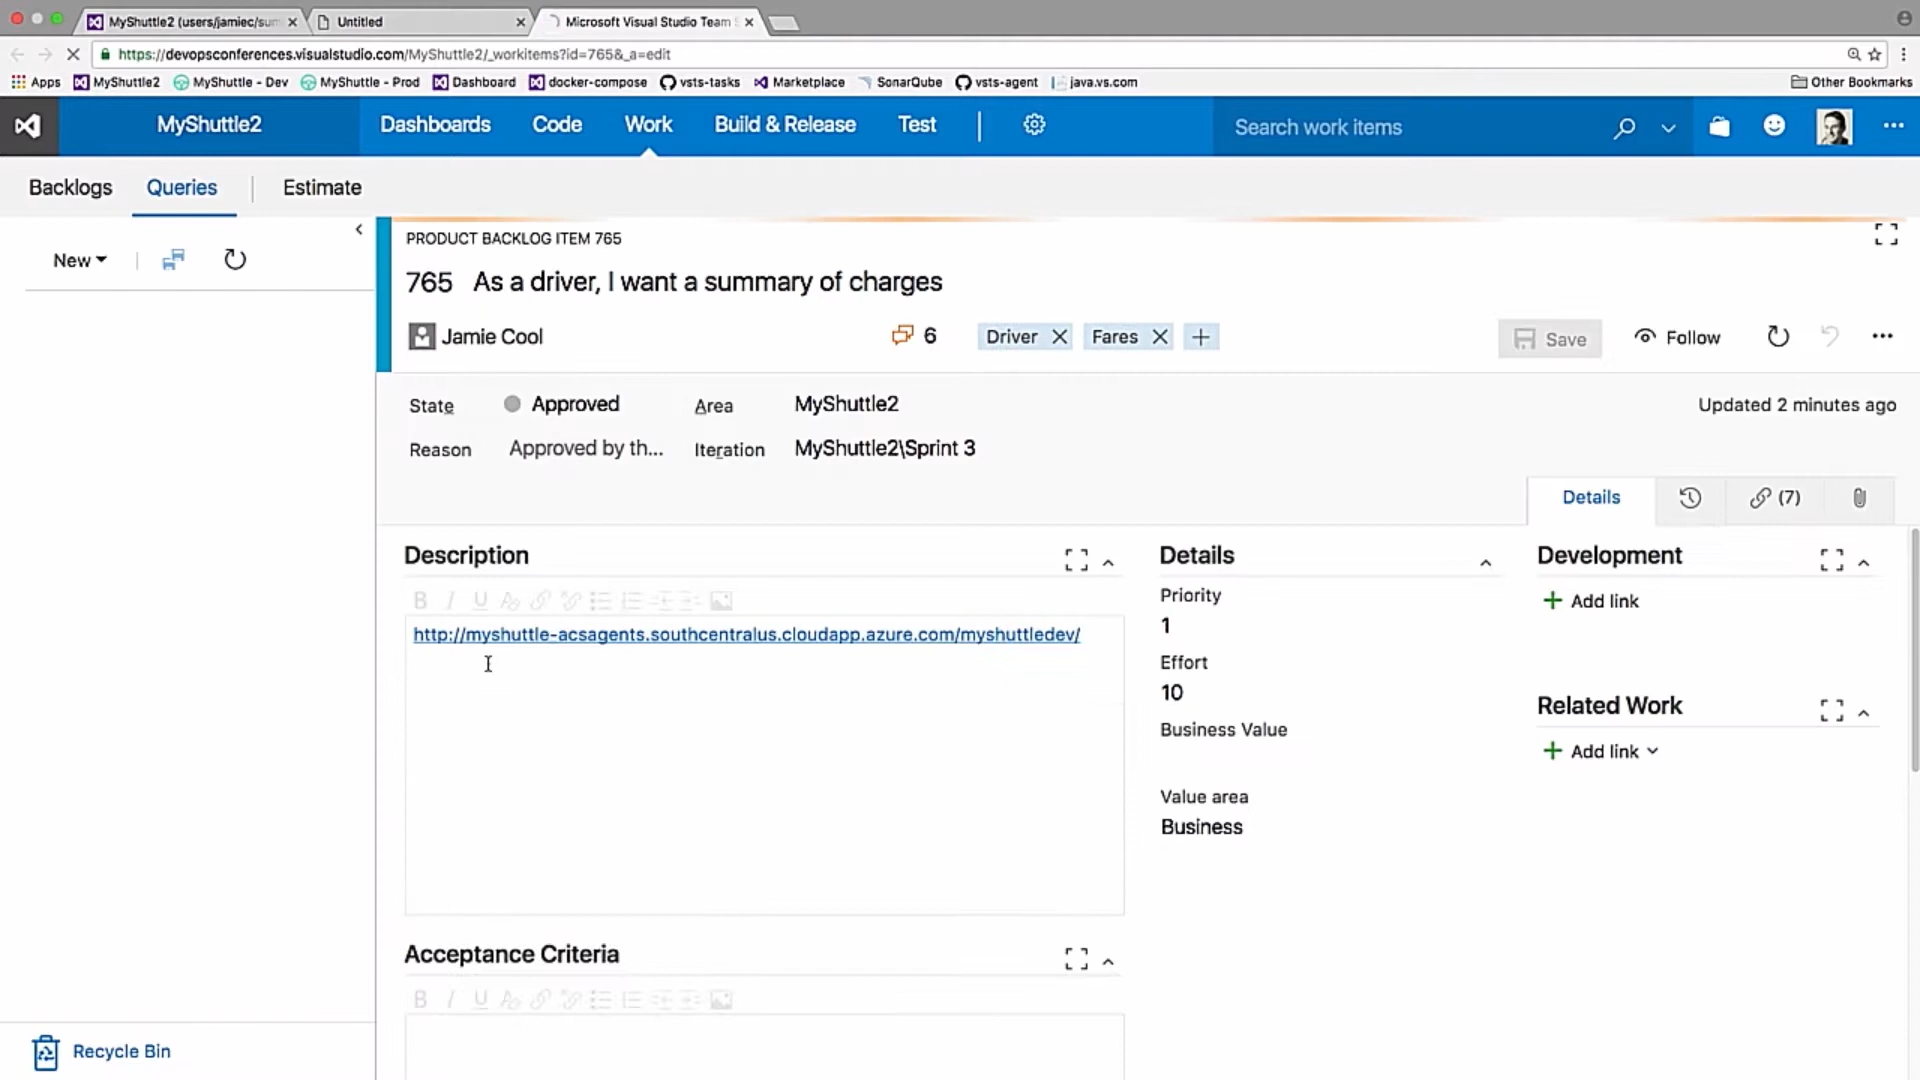 MyShuttle2 (users/jamiec/sum
Untitled
Microsoft Visual Studio Team S
https://devopsconferences.visualstudio.com/MyShuttle2/_workitems?id=765&_a=edit
Apps MyShuttle2 MyShuttle - Dev MyShuttle - Prod Dashboard docker-compose vsts-tasks Marketplace SonarQube vsts-agent java.vs.com Other Bookmarks
MyShuttle2 Dashboards Code Work Build & Release Test | Search work items
Backlogs Queries | Estimate
New
PRODUCT BACKLOG ITEM 765
765 As a driver, I want a summary of charges
Jamie Cool 6 Driver Fares Save Follow
State Approved Area MyShuttle2 Updated 2 minutes ago
Reason Approved by th... Iteration MyShuttle2\Sprint 3
Details (7)
Description
B I U
http://myshuttle-acsagents.southcentralus.cloudapp.azure.com/myshuttledev/
Acceptance Criteria
B I U
Details
Priority
1
Effort
10
Business Value
Value area
Business
Development
+ Add link
Related Work
+ Add link
Recycle Bin